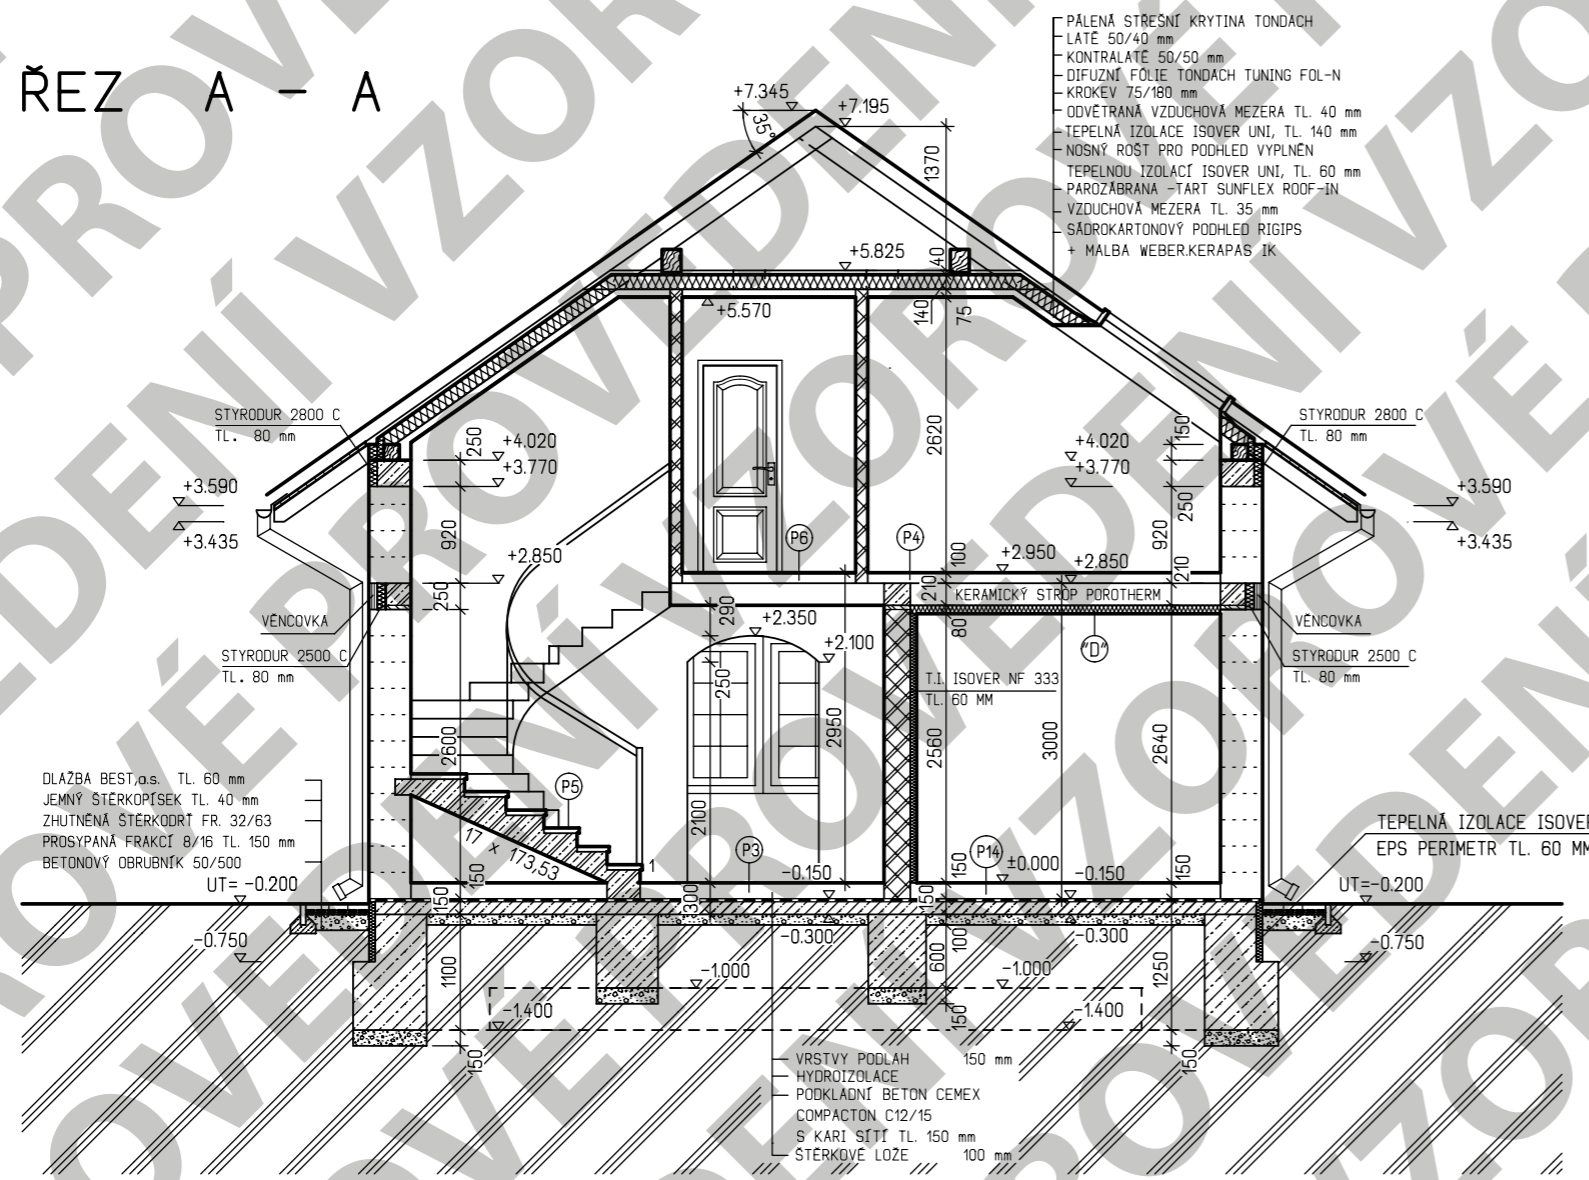 ŘEZ A - A
PÁLENÁ STŘEŠNÍ KRYTINA TONDACH
LATĚ 50/40 mm
KONTRALATĚ 50/50 mm
DIFUZNÍ FÓLIE TONDACH TUNING FOL-N
KROKEV 75/180 mm
ODVĚTRANÁ VZDUCHOVÁ MEZERA TL. 40 mm
TEPELNÁ IZOLACE ISOVER UNI, TL. 140 mm
NOSNÝ ROŠT PRO PODHLED VYPLNĚN
TEPELNOU IZOLACÍ ISOVER UNI, TL. 60 mm
PAROZÁBRANA -TART SUNFLEX ROOF-IN
VZDUCHOVÁ MEZERA TL. 35 mm
SÁDROKARTONOVÝ PODHLED RIGIPS
+ MALBA WEBER.KERAPAS IK
+7.345
+7.195
35°
1370
+5.825
40
+5.570
140
75
STYRODUR 2800 C
TL. 80 mm
250
+4.020
+3.770
2620
+4.020
+3.770
150
250
STYRODUR 2800 C
TL. 80 mm
+3.590
+3.435
+3.590
+3.435
920
+2.850
P6
P4
100
+2.950
+2.850
920
210
250
210
KERAMICKÝ STROP POROTHERM
VĚNCOVKA
290
+2.350
80
"D"
VĚNCOVKA
STYRODUR 2500 C
TL. 80 mm
+2.100
250
T.I. ISOVER NF 333
TL. 60 MM
STYRODUR 2500 C
TL. 80 mm
2600
2950
2560
3000
2640
DLAŽBA BEST,a.s. TL. 60 mm
JEMNÝ ŠTĚRKOPÍSEK TL. 40 mm
ZHUTNĚNÁ ŠTĚRKODRŤ FR. 32/63
PROSYPANÁ FRAKCÍ 8/16 TL. 150 mm
BETONOVÝ OBRUBNÍK 50/500
UT= -0.200
P5
17 x 173,53
1
2100
P3
-0.150
150
P14
±0.000
-0.150
150
TEPELNÁ IZOLACE ISOVER
EPS PERIMETR TL. 60 MM
UT=-0.200
150
150
300
150
-0.750
-0.300
100
-0.300
-0.750
1100
-1.000
600
-1.000
1250
-1.400
150
-1.400
150
150
VRSTVY PODLAH 150 mm
HYDROIZOLACE
PODKLADNÍ BETON CEMEX
COMPACTON C12/15
S KARI SÍTÍ TL. 150 mm
ŠTĚRKOVÉ LOŽE 100 mm
VZOROVÉ PROVEDENÍ